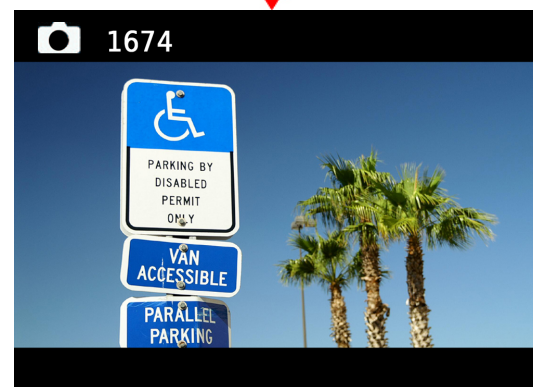 1674
PARKING BY
DISABLED
PERMIT
ONLY
VAN
ACCESSIBLE
PARALLEL
PARKING